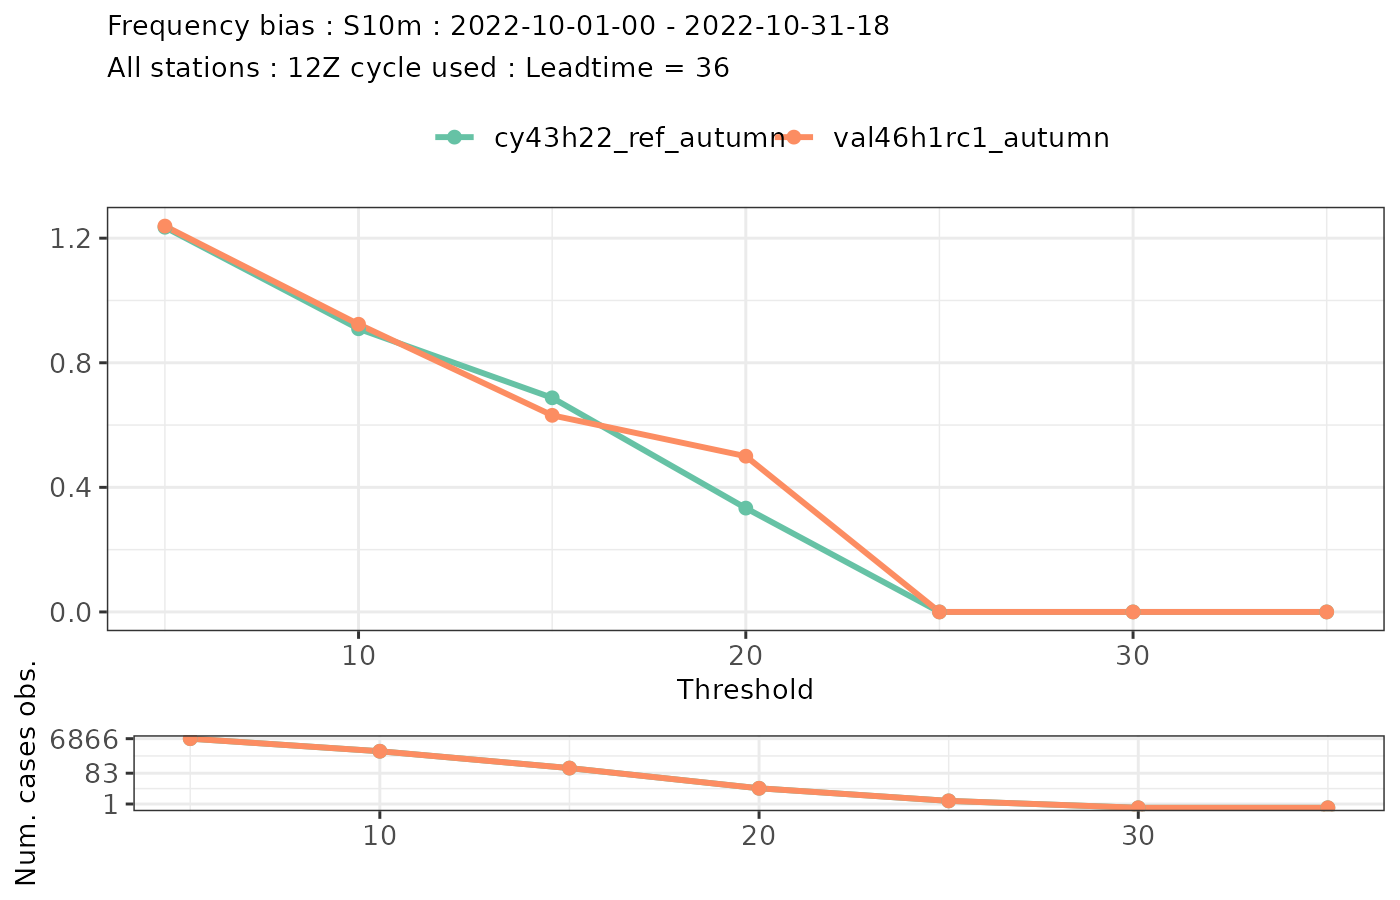 Frequency bias : S10m : 2022-10-01-00 - 2022-10-31-18
All stations : 12Z cycle used : Leadtime = 36
cy43h22_ref_autumn val46h1rc1_autumn
1.2
0.8
0.4
0.0
10 20 30
Threshold
Num. cases obs.
6866
83
1
10 20 30